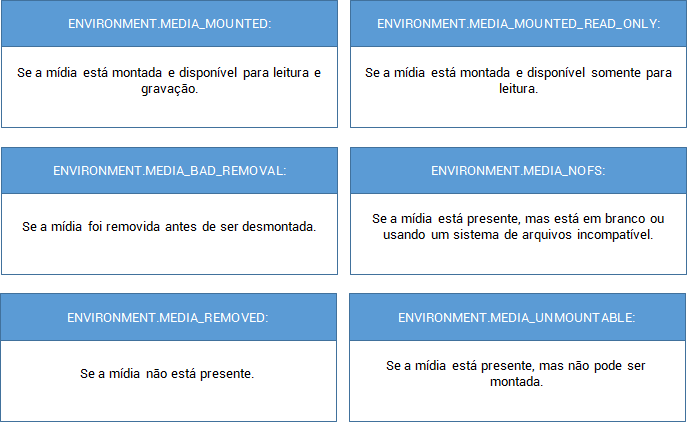 ENVIRONMENT.MEDIA_MOUNTED:
Se a mídia está montada e disponível para leitura e
gravação.
ENVIRONMENT.MEDIA_MOUNTED_READ_ONLY:
Se a mídia está montada e disponível somente para
leitura.
ENVIRONMENT.MEDIA_BAD_REMOVAL:
Se a mídia foi removida antes de ser desmontada.
ENVIRONMENT.MEDIA_NOFS:
Se a mídia está presente, mas está em branco ou
usando um sistema de arquivos incompatível.
ENVIRONMENT.MEDIA_REMOVED:
Se a mídia não está presente.
ENVIRONMENT.MEDIA_UNMOUNTABLE:
Se a mídia está presente, mas não pode ser
montada.